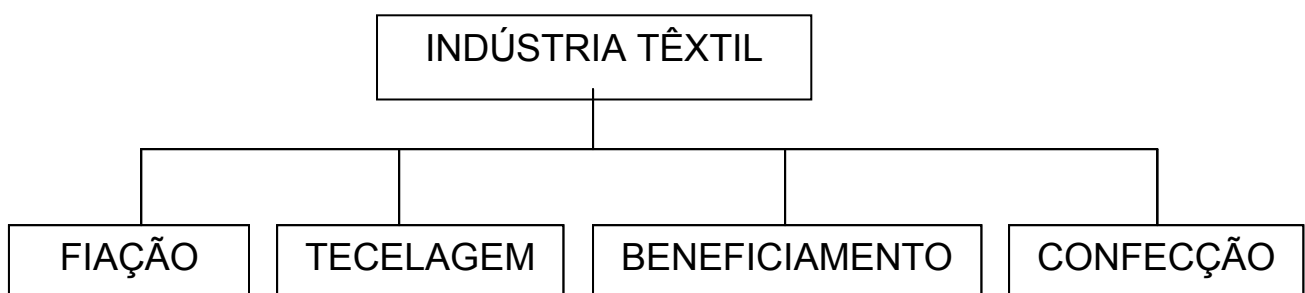 INDÚSTRIA TÊXTIL
FIAÇÃO TECELAGEM BENEFICIAMENTO CONFECÇÃO